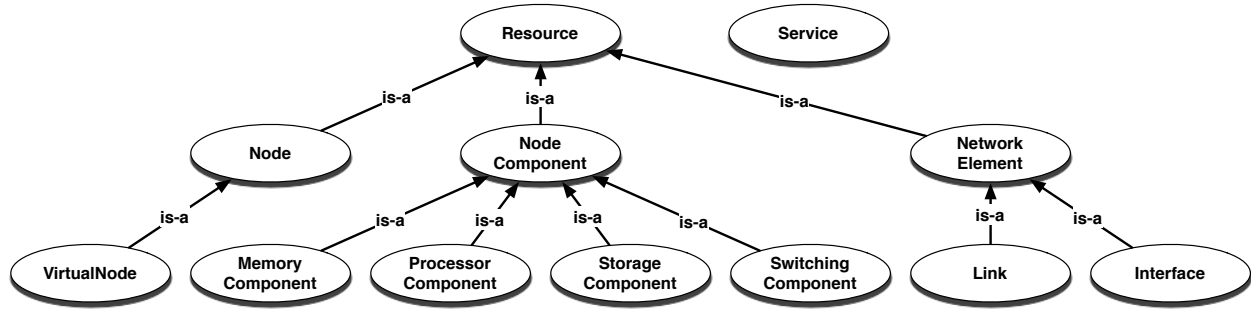 Resource
Service
is-a
is-a
is-a
Node
Node
Component
Network
Element
is-a
is-a
is-a
is-a
is-a
is-a
is-a
VirtualNode
Memory
Component
Processor
Component
Storage
Component
Switching
Component
Link
Interface